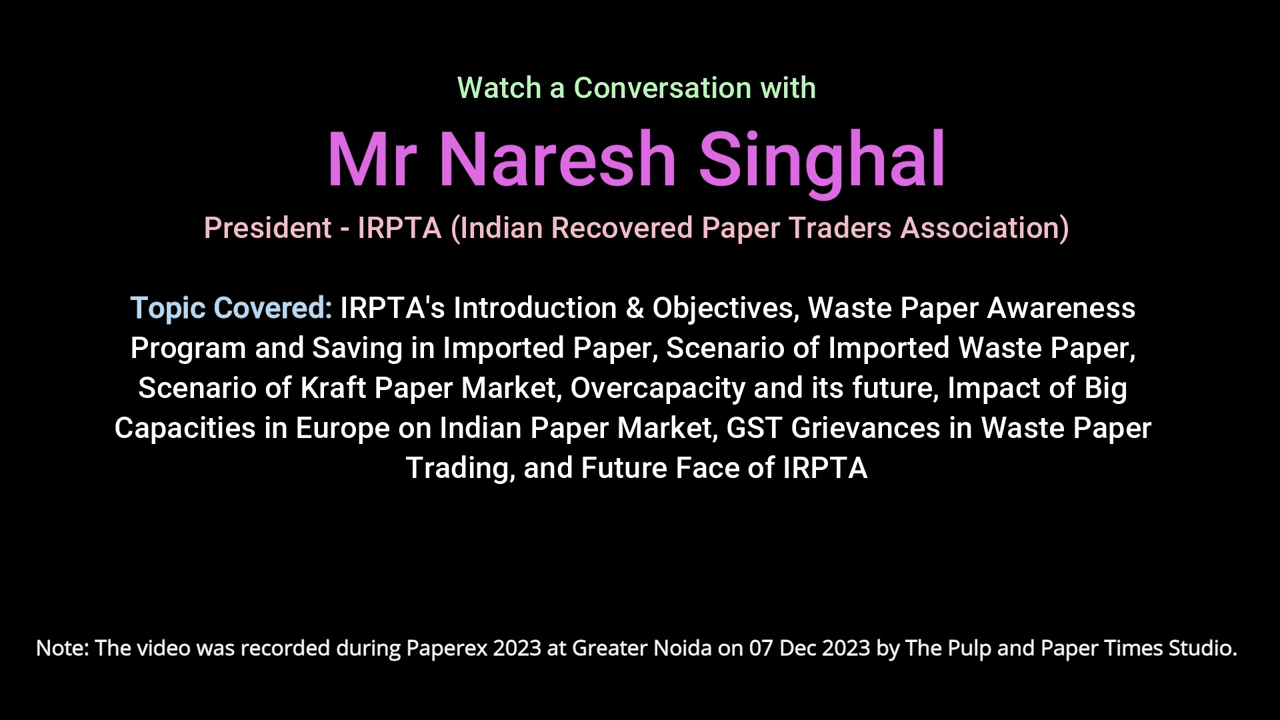 Watch a Conversation with
Mr Naresh Singhal
President - IRPTA (Indian Recovered Paper Traders Association)
Topic Covered: IRPTA's Introduction & Objectives, Waste Paper Awareness
Program and Saving in Imported Paper, Scenario of Imported Waste Paper,
Scenario of Kraft Paper Market, Overcapacity and its future, Impact of Big
Capacities in Europe on Indian Paper Market, GST Grievances in Waste Paper
Trading, and Future Face of IRPTA
Note: The video was recorded during Paperex 2023 at Greater Noida on 07 Dec 2023 by The Pulp and Paper Times Studio.